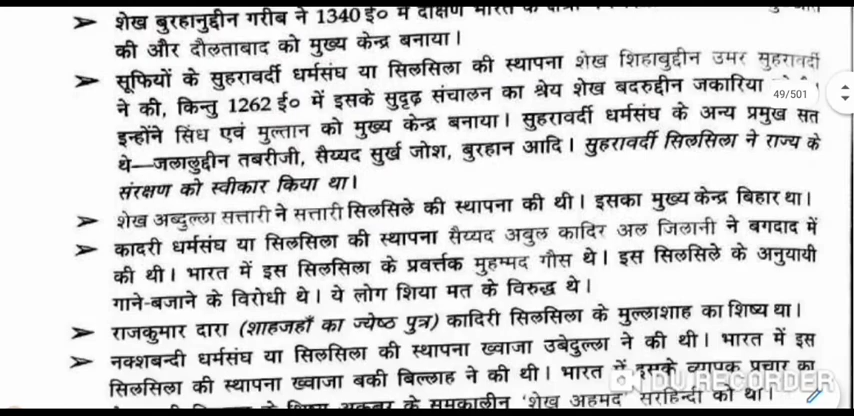 ➤ शेख बुरहानुद्दीन गरीब ने 1340 ई० में दक्षिण भारत के
की और दौलताबाद को मुख्य केन्द्र बनाया।
➤ सूफियों के सुहरावर्दी धर्मसंघ या सिलसिला की स्थापना शेख शिहाबुद्दीन उमर सुहरावर्दी
ने की, किन्तु 1262 ई० में इसके सुदृढ़ संचालन का श्रेय शेख बदरुद्दीन जकारिया
49/501
इन्होंने सिंध एवं मुल्तान को मुख्य केन्द्र बनाया। सुहरावर्दी धर्मसंघ के अन्य प्रमुख संत
थे—जलालुद्दीन तबरीजी, सैय्यद सुर्ख जोश, बुरहान आदि। सुहरावर्दी सिलसिला ने राज्य के
संरक्षण को स्वीकार किया था।
➤ शेख अब्दुल्ला सत्तारी ने सत्तारी सिलसिले की स्थापना की थी। इसका मुख्य केन्द्र बिहार था।
➤ कादरी धर्मसंघ या सिलसिला की स्थापना सैय्यद अबुल कादिर अल जिलानी ने बगदाद में
की थी। भारत में इस सिलसिला के प्रवर्त्तक मुहम्मद गौस थे। इस सिलसिले के अनुयायी
गाने-बजाने के विरोधी थे। ये लोग शिया मत के विरुद्ध थे।
➤ राजकुमार दारा (शाहजहाँ का ज्येष्ठ पुत्र) कादिरी सिलसिला के मुल्लाशाह का शिष्य था।
➤ नक्शबन्दी धर्मसंघ या सिलसिला की स्थापना ख्वाजा उबेदुल्ला ने की थी। भारत में इस
सिलसिला की स्थापना ख्वाजा बकी बिल्लाह ने की थी। भारत में इसके व्यापक प्रचार का
DU RECORDER
अकबर के समकालीन 'शेख अहमद' सरहिन्दी को था।